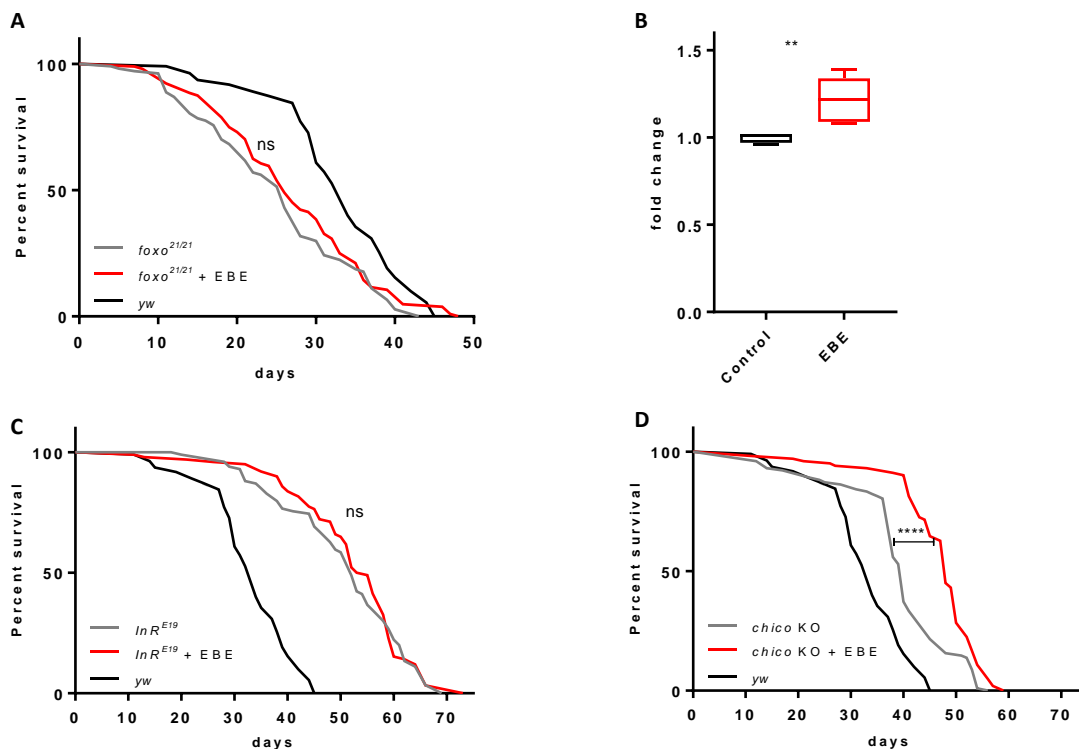 A
Percent survival
100
50
0
ns
foxo21/21
foxo21/21 + EBE
yw
0 10 20 30 40 50
days
B
**
fold change
1.5
1.0
0.5
0.0
Control
EBE
C
Percent survival
100
50
0
ns
InRE19
InRE19 + EBE
yw
0 10 20 30 40 50 60 70
days
D
Percent survival
100
50
0
****
chico KO
chico KO + EBE
yw
0 10 20 30 40 50 60 70
days